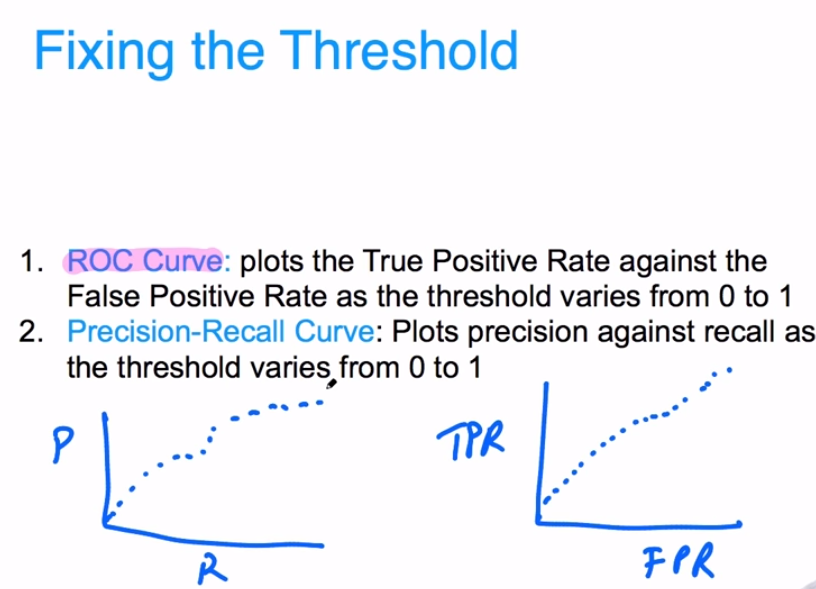 Fixing the Threshold
1. ROC Curve: plots the True Positive Rate against the
False Positive Rate as the threshold varies from 0 to 1
2. Precision-Recall Curve: Plots precision against recall as
the threshold varies from 0 to 1
P
R
TPR
FPR